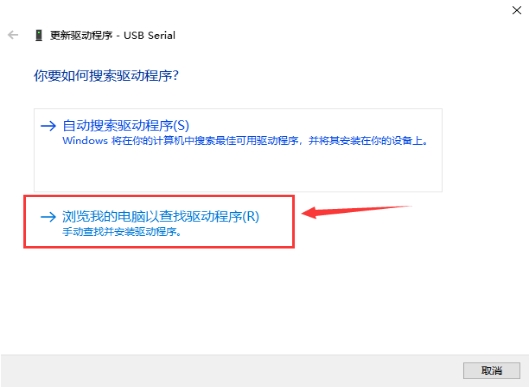 更新驱动程序 - USB Serial
你要如何搜索驱动程序?
自动搜索驱动程序(S)
Windows 将在你的计算机中搜索最佳可用驱动程序，并将其安装在你的设备上。
浏览我的电脑以查找驱动程序(R)
手动查找并安装驱动程序。
取消